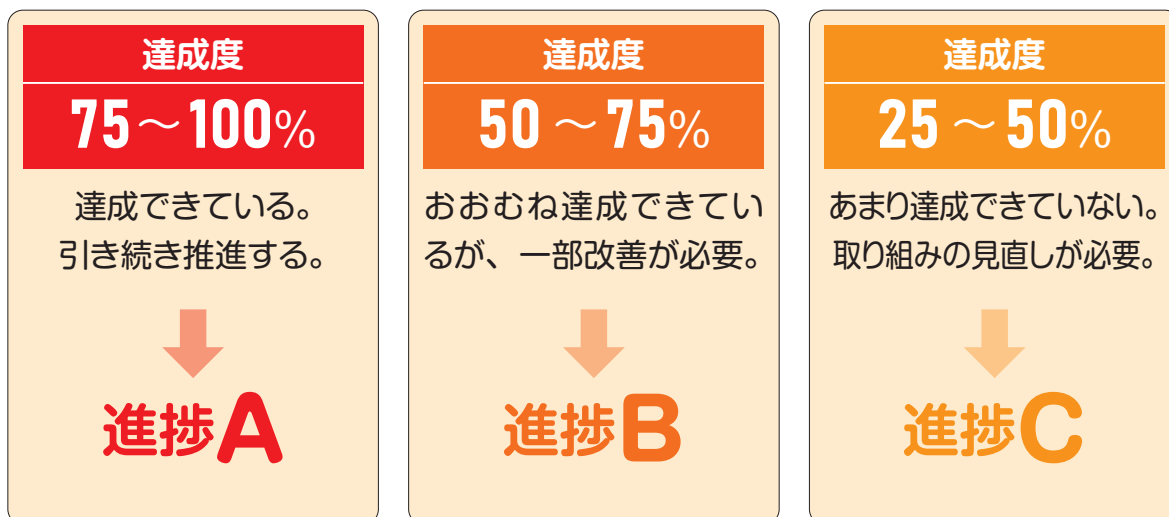 達成度
75～100%
達成できている。
引き続き推進する。
進捗A
達成度
50～75%
おおむね達成できてい
るが、一部改善が必要。
進捗B
達成度
25～50%
あまり達成できていない。
取り組みの見直しが必要。
進捗C